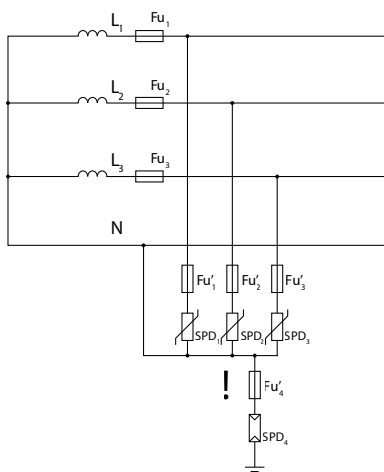 L₁ Fu₁
L₂ Fu₂
L₃ Fu₃
N
Fu'₁ Fu'₂ Fu'₃
SPD₁ SPD₂ SPD₃
! Fu'₄
SPD₄